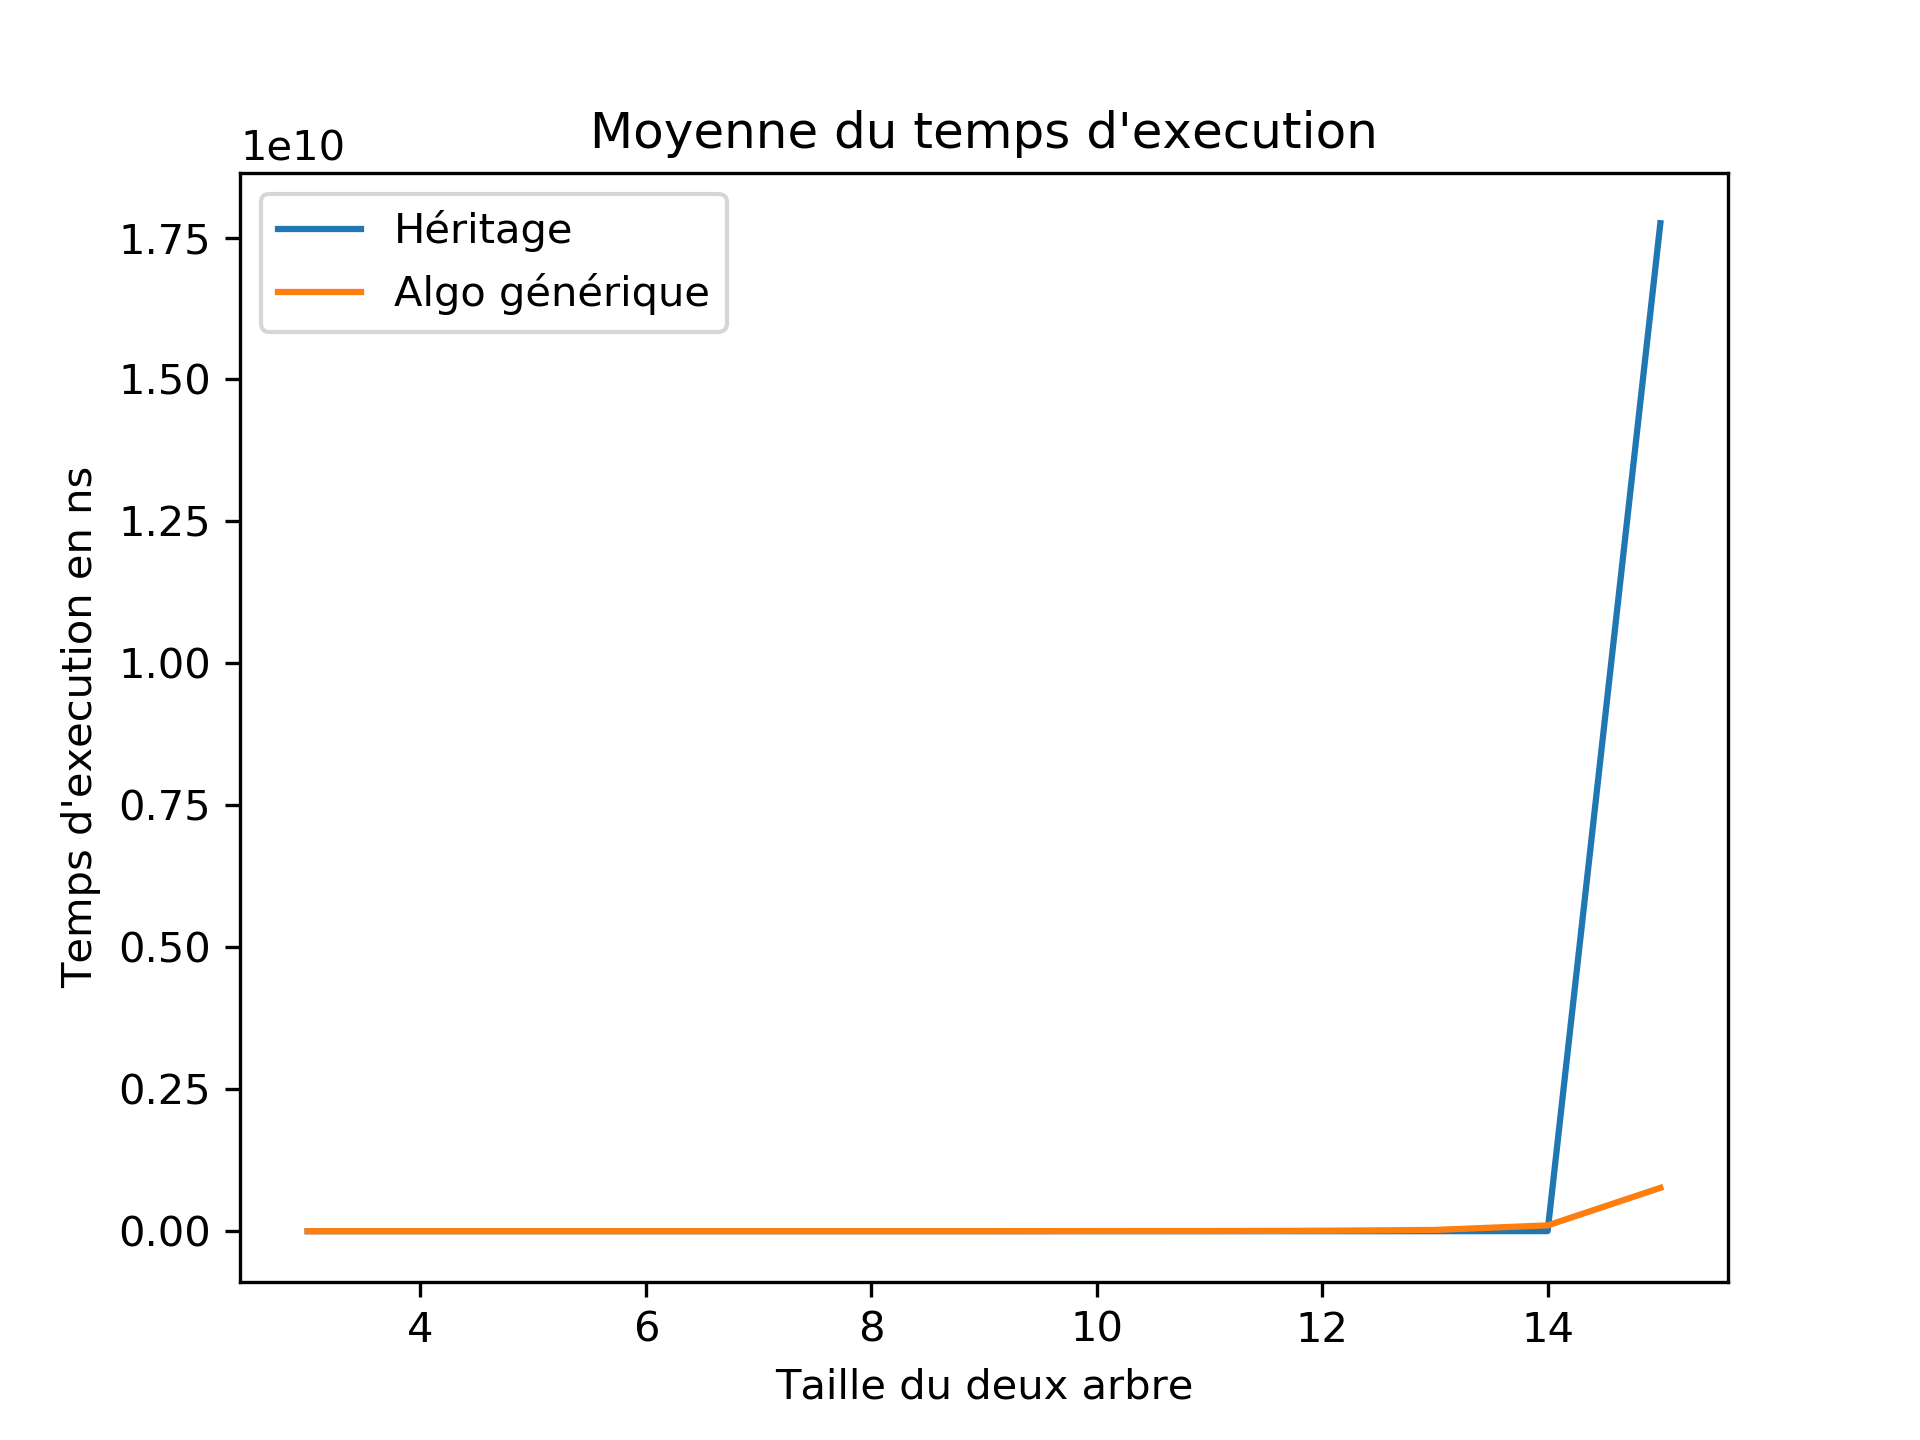 Moyenne du temps d'execution
1e10
Héritage
Algo générique
1.75
1.50
1.25
1.00
0.75
0.50
0.25
0.00
Temps d'execution en ns
4 6 8 10 12 14
Taille du deux arbre